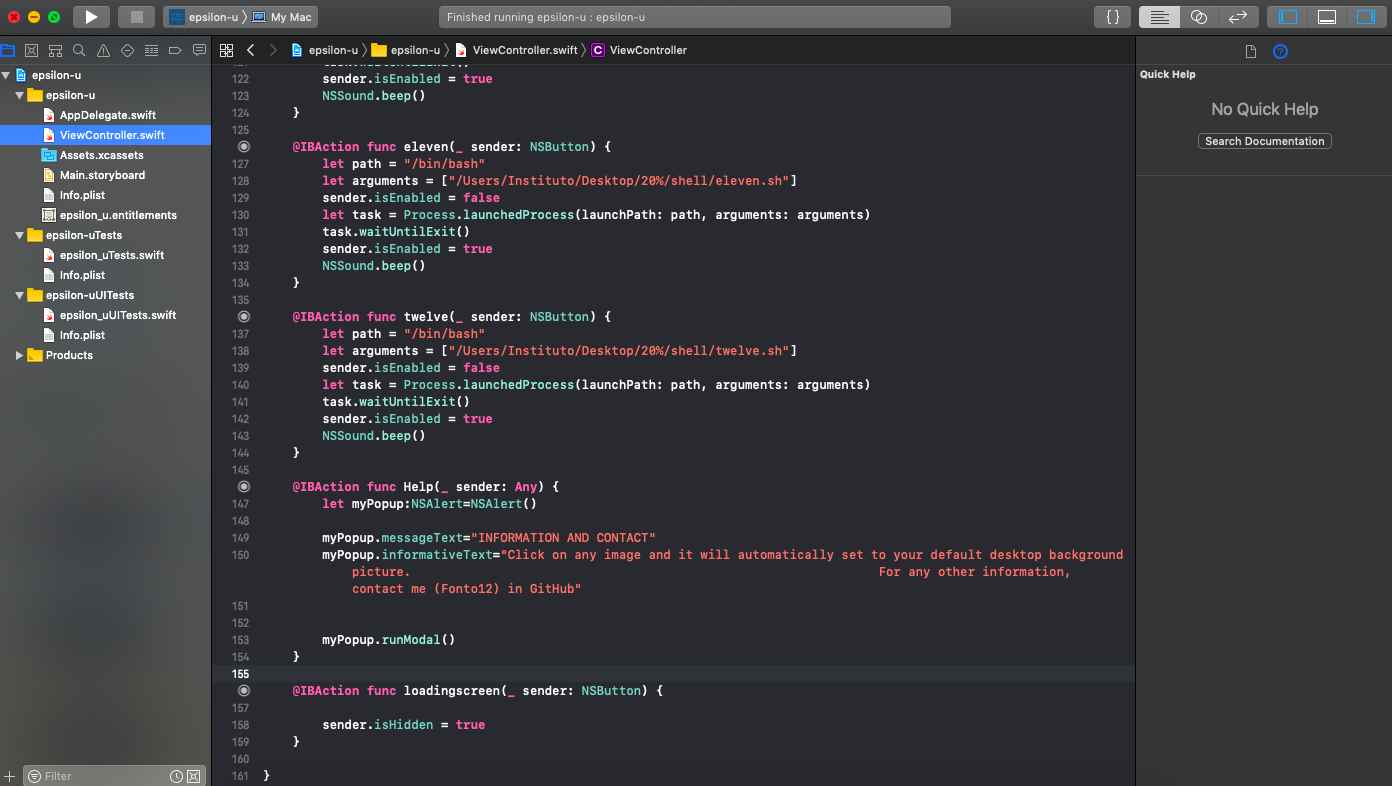 epsilon-u
My Mac
Finished running epsilon-u : epsilon-u
{}
epsilon-u
epsilon-u
ViewController.swift
C
ViewController
epsilon-u
epsilon-u
AppDelegate.swift
ViewController.swift
Assets.xcassets
Main.storyboard
Info.plist
epsilon_u.entitlements
epsilon-uTests
epsilon_uTests.swift
Info.plist
epsilon-uUITests
epsilon_uUITests.swift
Info.plist
Products
Filter
122 sender.isEnabled = true
123 NSSound.beep()
124 }
125
@IBAction func eleven(_ sender: NSButton) {
127 let path = "/bin/bash"
128 let arguments = ["/Users/Instituto/Desktop/20%/shell/eleven.sh"]
129 sender.isEnabled = false
130 let task = Process.launchedProcess(launchPath: path, arguments: arguments)
131 task.waitUntilExit()
132 sender.isEnabled = true
133 NSSound.beep()
134 }
135
@IBAction func twelve(_ sender: NSButton) {
137 let path = "/bin/bash"
138 let arguments = ["/Users/Instituto/Desktop/20%/shell/twelve.sh"]
139 sender.isEnabled = false
140 let task = Process.launchedProcess(launchPath: path, arguments: arguments)
141 task.waitUntilExit()
142 sender.isEnabled = true
143 NSSound.beep()
144 }
145
@IBAction func Help(_ sender: Any) {
147 let myPopup:NSAlert=NSAlert()
148
149 myPopup.messageText="INFORMATION AND CONTACT"
150 myPopup.informativeText="Click on any image and it will automatically set to your default desktop background
picture. For any other information,
contact me (Fonto12) in GitHub"
151
152
153 myPopup.runModal()
154 }
155
@IBAction func loadingscreen(_ sender: NSButton) {
157
158 sender.isHidden = true
159 }
160
161 }
Quick Help
No Quick Help
Search Documentation